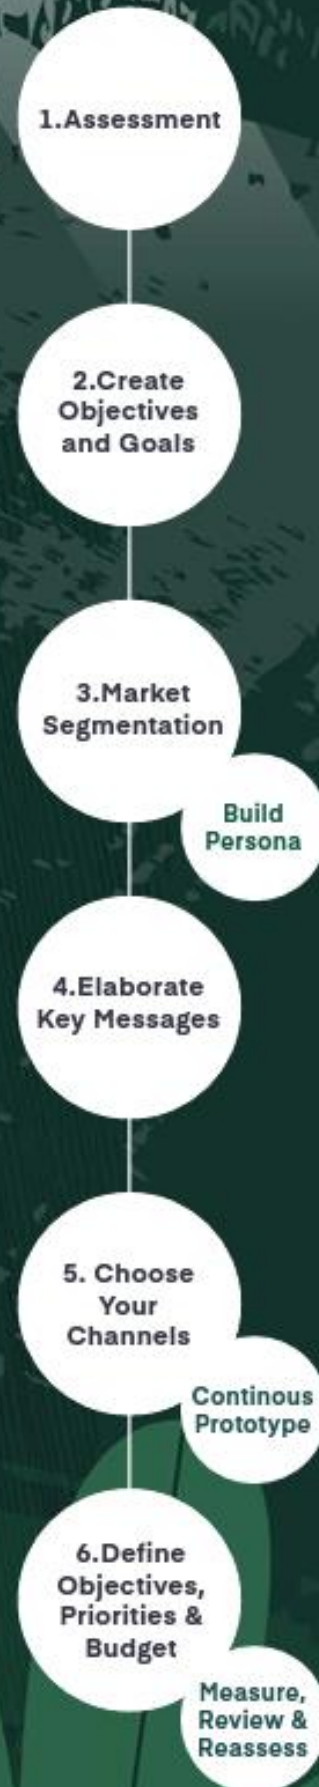 1.Assessment
2.Create
Objectives
and Goals
3.Market
Segmentation
Build
Persona
4.Elaborate
Key Messages
5. Choose
Your
Channels
Continous
Prototype
6.Define
Objectives,
Priorities &
Budget
Measure,
Review &
Reassess